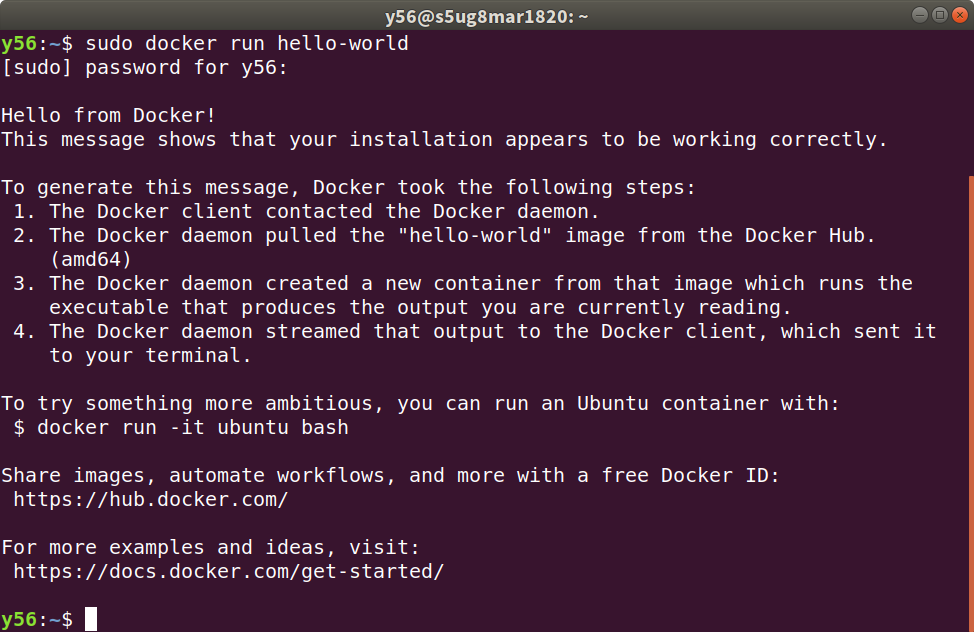 y56@s5ug8mar1820: ~
y56:~$ sudo docker run hello-world
[sudo] password for y56:
Hello from Docker!
This message shows that your installation appears to be working correctly.
To generate this message, Docker took the following steps:
 1. The Docker client contacted the Docker daemon.
 2. The Docker daemon pulled the "hello-world" image from the Docker Hub.
    (amd64)
 3. The Docker daemon created a new container from that image which runs the
    executable that produces the output you are currently reading.
 4. The Docker daemon streamed that output to the Docker client, which sent it
    to your terminal.
To try something more ambitious, you can run an Ubuntu container with:
 $ docker run -it ubuntu bash
Share images, automate workflows, and more with a free Docker ID:
 https://hub.docker.com/
For more examples and ideas, visit:
 https://docs.docker.com/get-started/
y56:~$